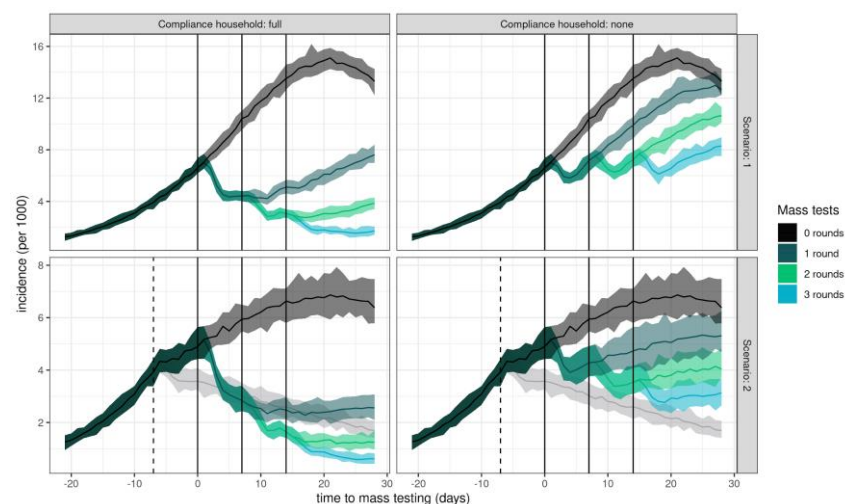 Compliance household: full
Compliance household: none
16
12
8
4
Scenario: 1
8
6
4
2
Scenario: 2
incidence (per 1000)
-20 -10 0 10 20 30
-20 -10 0 10 20 30
time to mass testing (days)
Mass tests
0 rounds
1 round
2 rounds
3 rounds